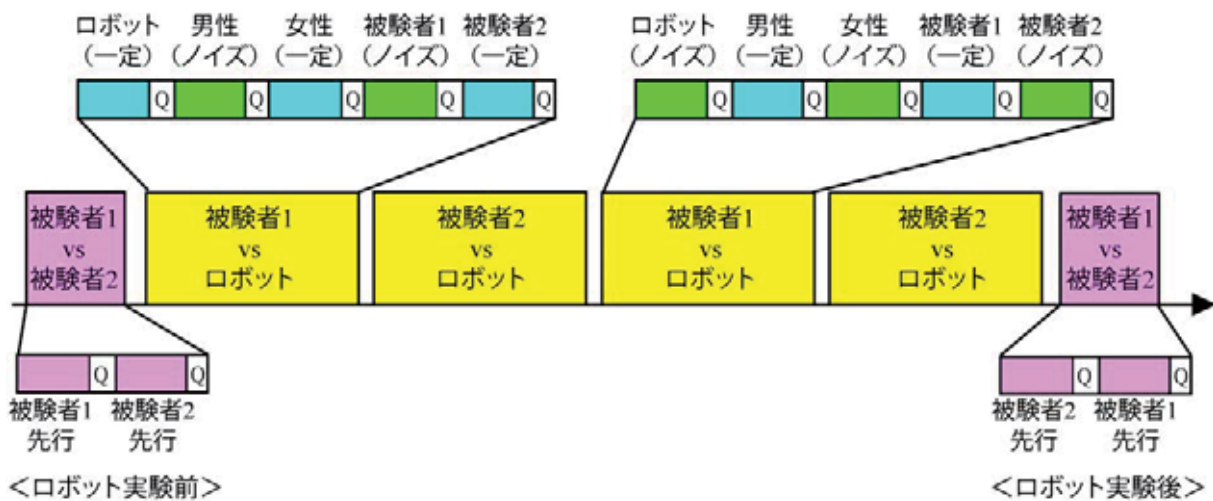 ロボット 男性 女性 被験者1 被験者2
(一定) (ノイズ) (一定) (ノイズ) (一定)
Q Q Q Q Q
ロボット 男性 女性 被験者1 被験者2
(ノイズ) (一定) (ノイズ) (一定) (ノイズ)
Q Q Q Q Q
被験者1
vs
被験者2
被験者1
vs
ロボット
被験者2
vs
ロボット
被験者1
vs
ロボット
被験者2
vs
ロボット
被験者1
vs
被験者2
Q Q
被験者1 被験者2
先行 先行
<ロボット実験前>
Q Q
被験者2 被験者1
先行 先行
<ロボット実験後>